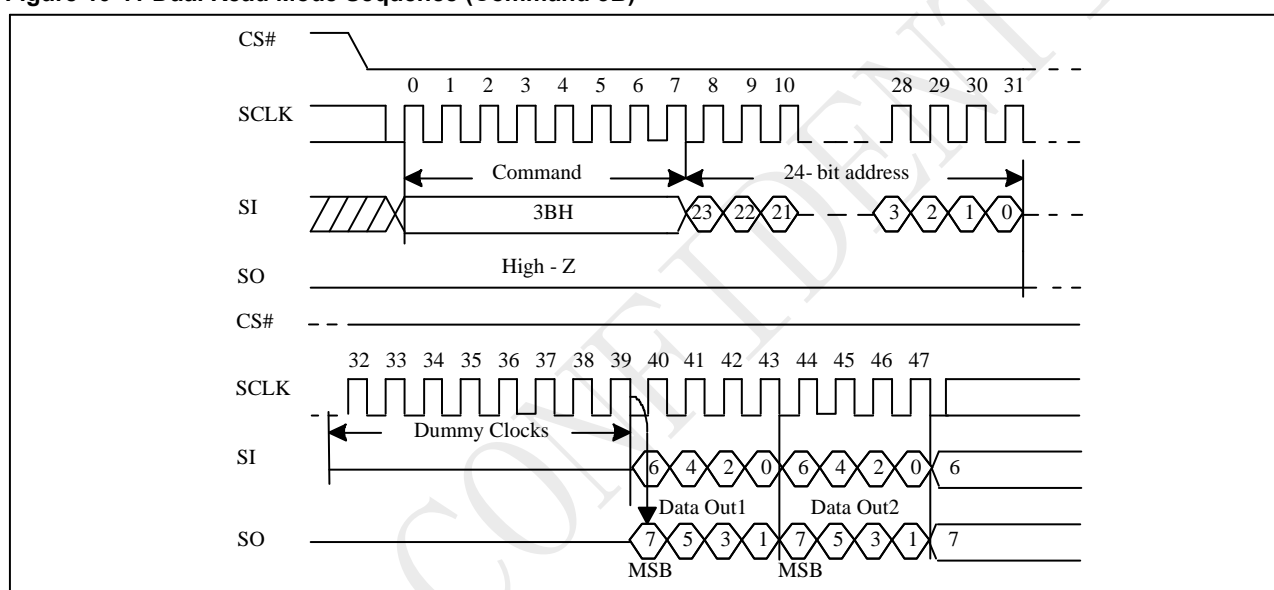 Figure 10-11 Dual Read Mode Sequence (Command 3B)
CS#
0 1 2 3 4 5 6 7 8 9 10 28 29 30 31
SCLK
Command 24- bit address
SI 3BH 23 22 21 3 2 1 0
High - Z
SO
CS#
32 33 34 35 36 37 38 39 40 41 42 43 44 45 46 47
SCLK
Dummy Clocks
SI 6 4 2 0 6 4 2 0 6
Data Out1 Data Out2
SO 7 5 3 1 7 5 3 1 7
MSB MSB
CONFIDENT